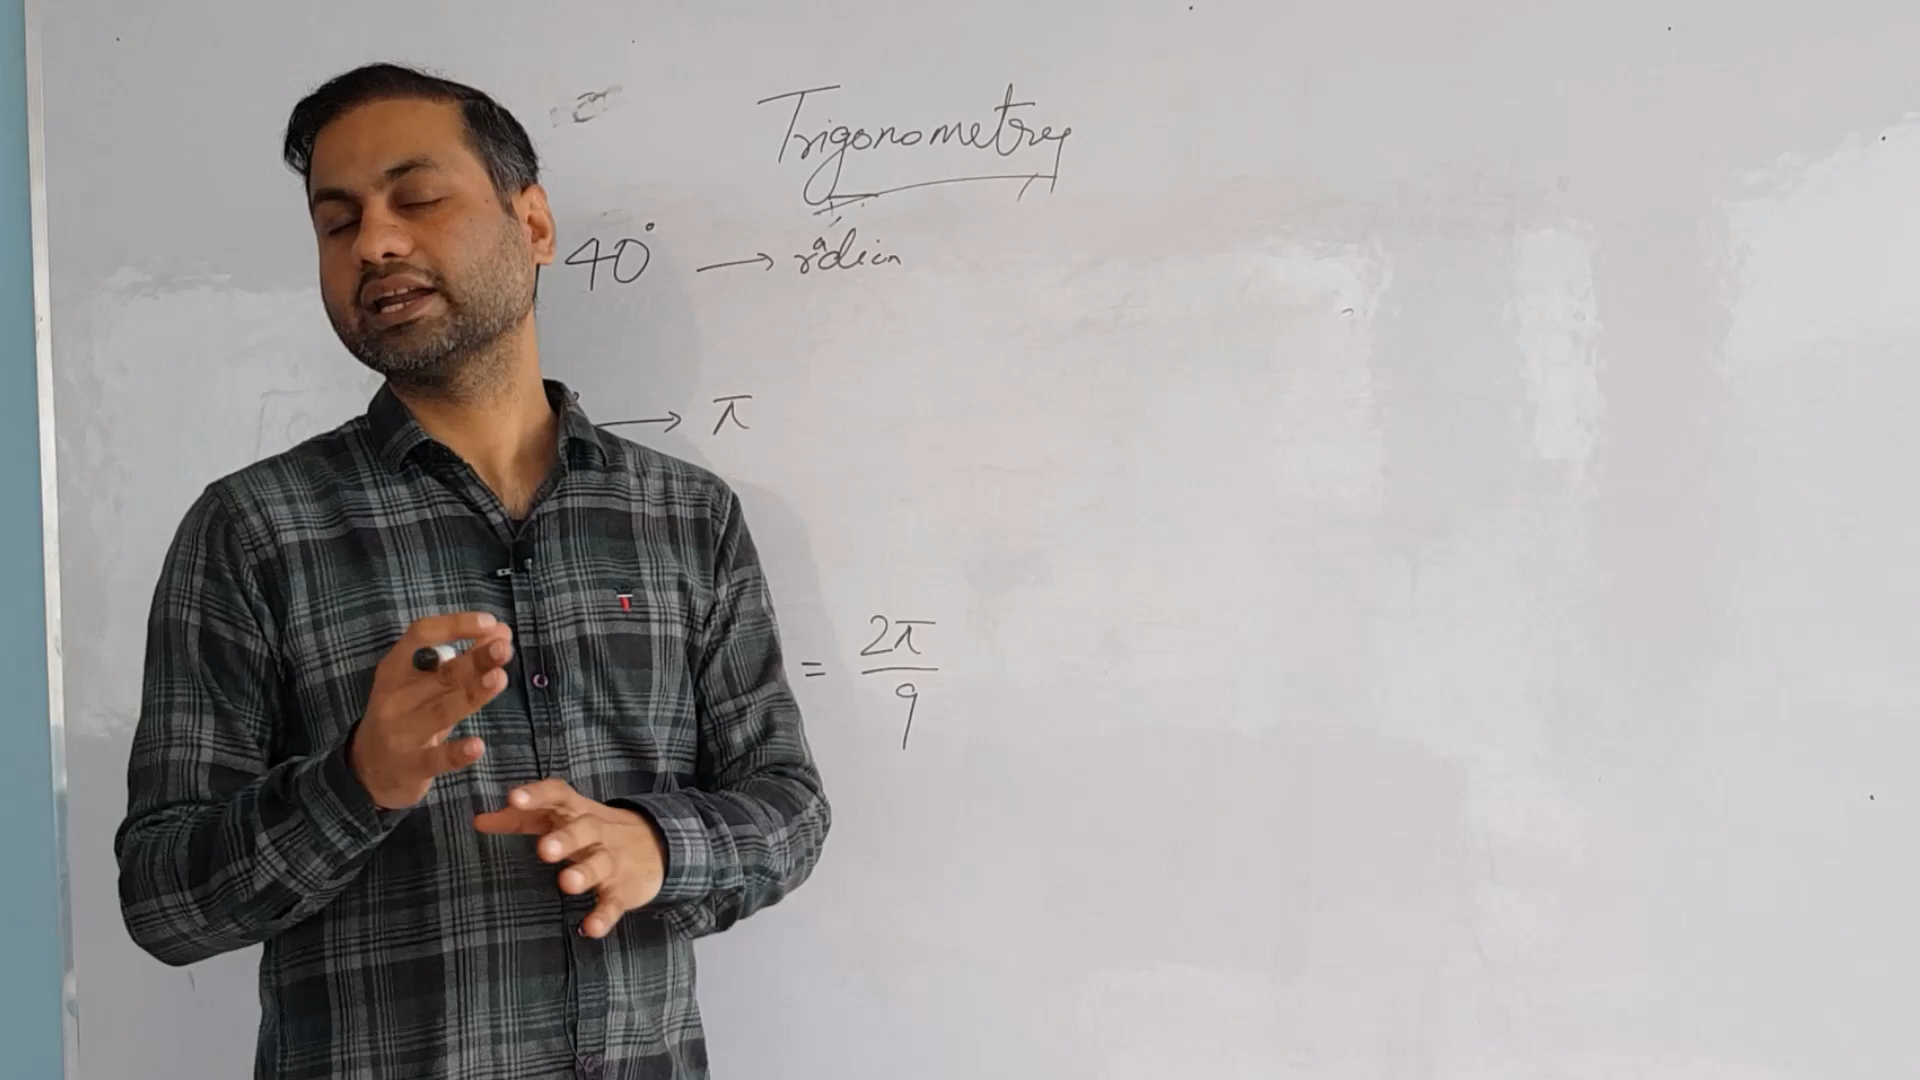 Trigonometry
40° → radian
→ π
= 2π/9